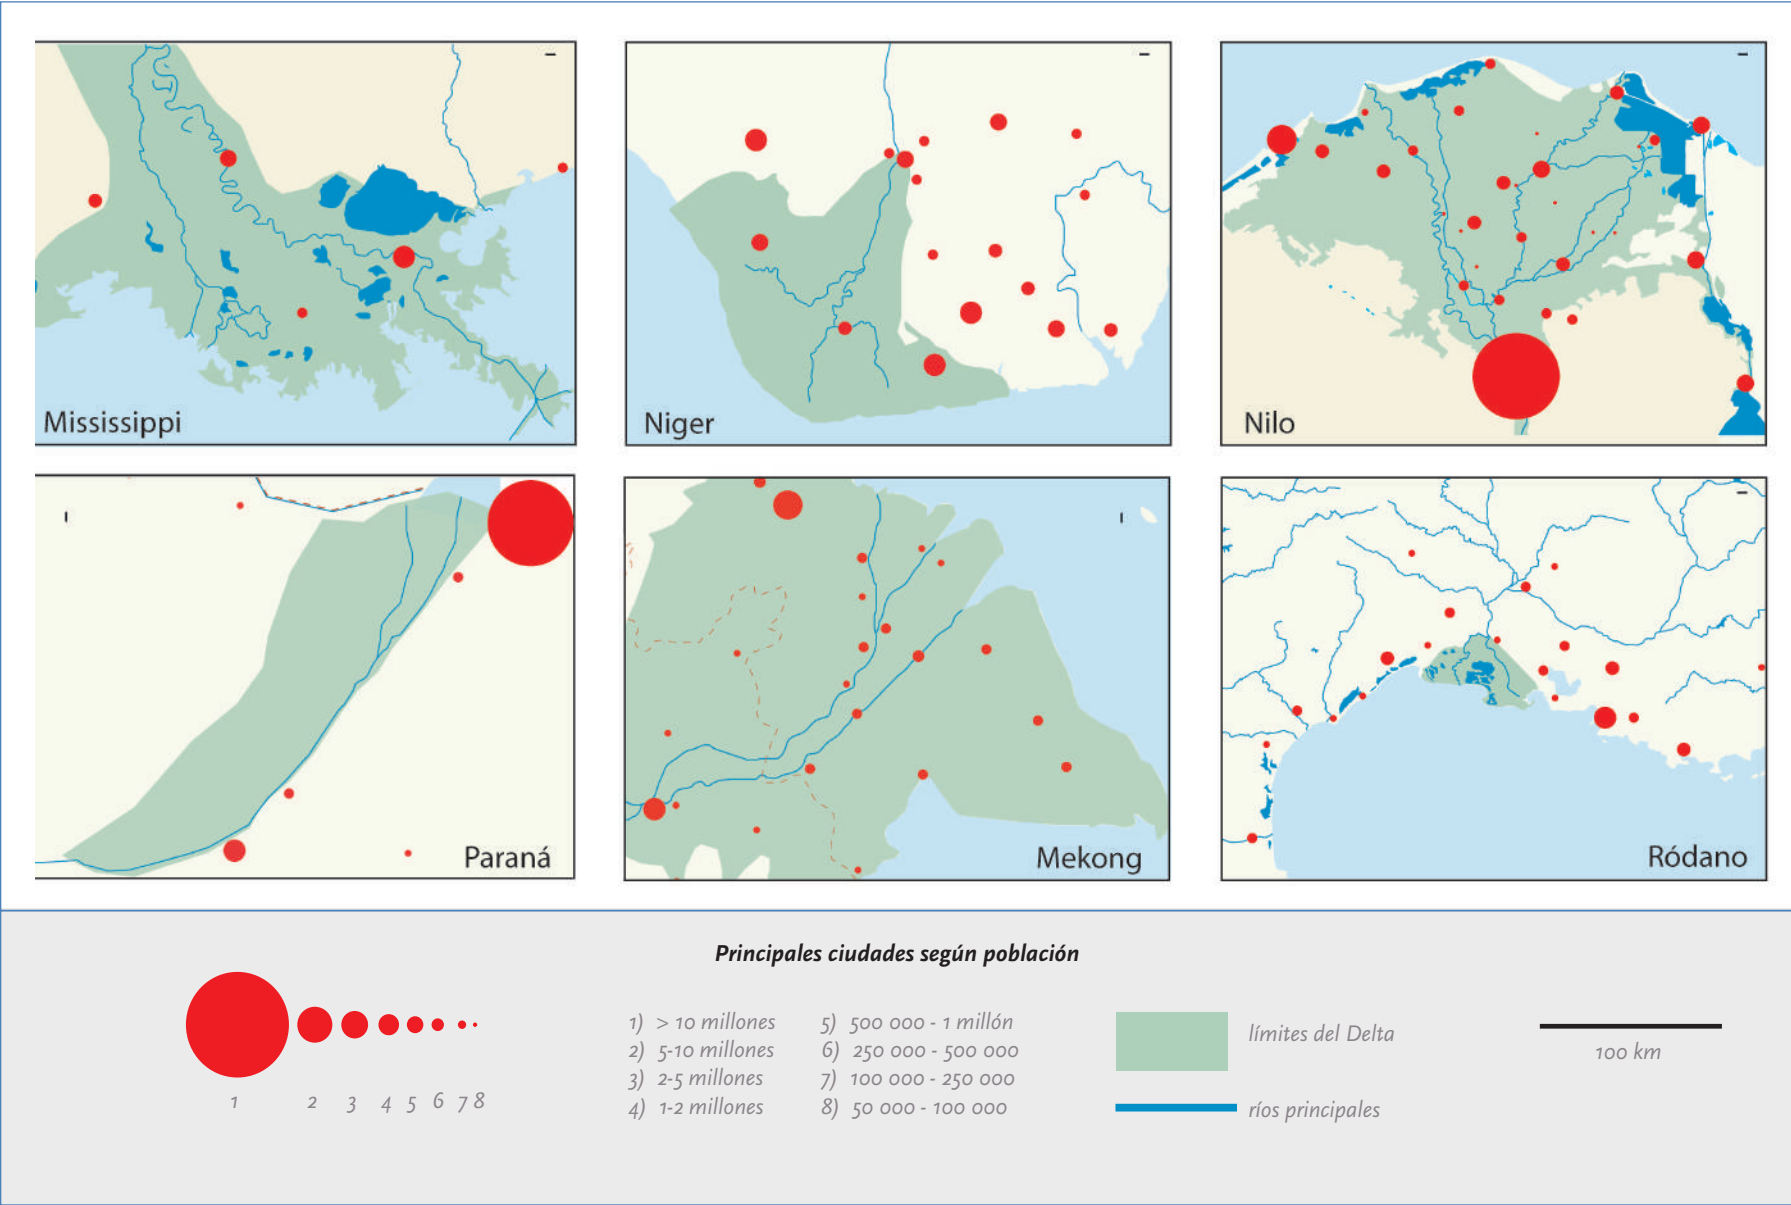 Mississippi
Niger
Nilo
Paraná
Mekong
Ródano
Principales ciudades según población
1 2 3 4 5 6 7 8
1) > 10 millones
2) 5-10 millones
3) 2-5 millones
4) 1-2 millones
5) 500 000 - 1 millón
6) 250 000 - 500 000
7) 100 000 - 250 000
8) 50 000 - 100 000
límites del Delta
ríos principales
100 km